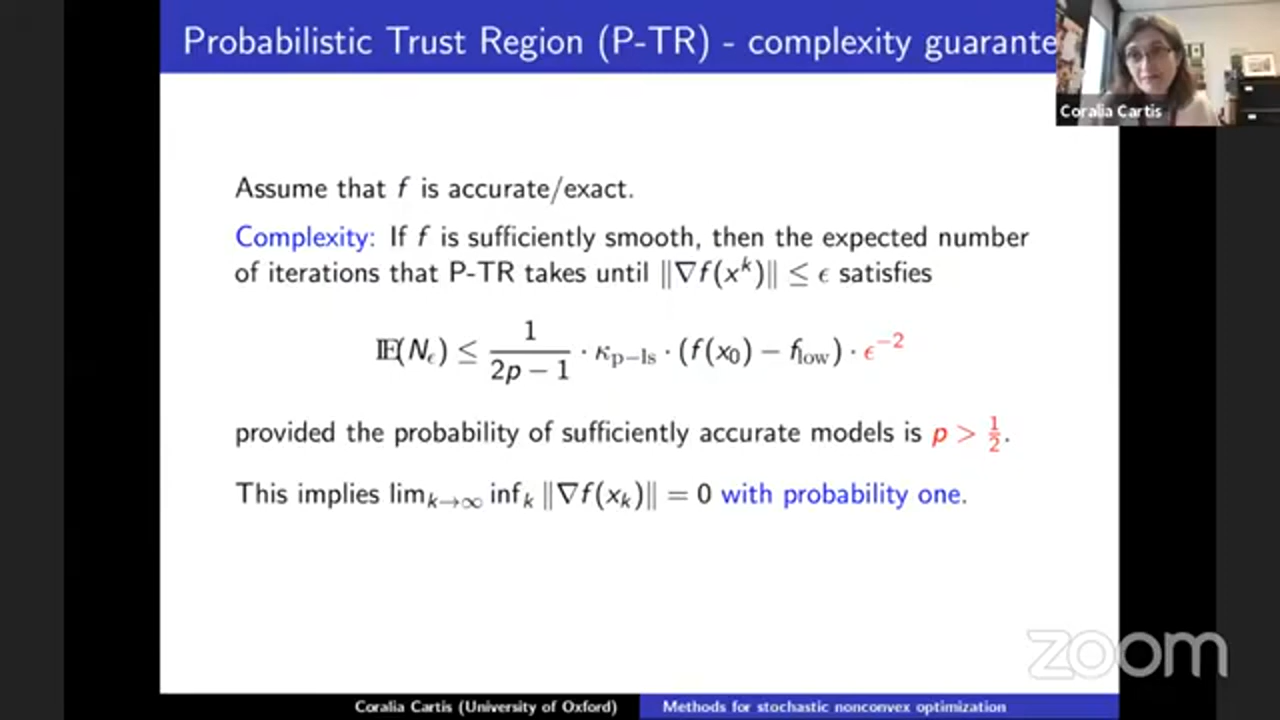 Probabilistic Trust Region (P-TR) - complexity guarante
Coralia Cartis
Assume that f is accurate/exact.
Complexity: If f is sufficiently smooth, then the expected number
of iterations that P-TR takes until ‖∇f(x^k)‖ ≤ ϵ satisfies
𝔼(N_ϵ) ≤ 1/(2p − 1) · κ_{p−ls} · (f(x_0) − f_low) · ϵ^{−2}
provided the probability of sufficiently accurate models is p > 1/2.
This implies lim_{k→∞} inf_k ‖∇f(x_k)‖ = 0 with probability one.
zoom
Coralia Cartis (University of Oxford)
Methods for stochastic nonconvex optimization